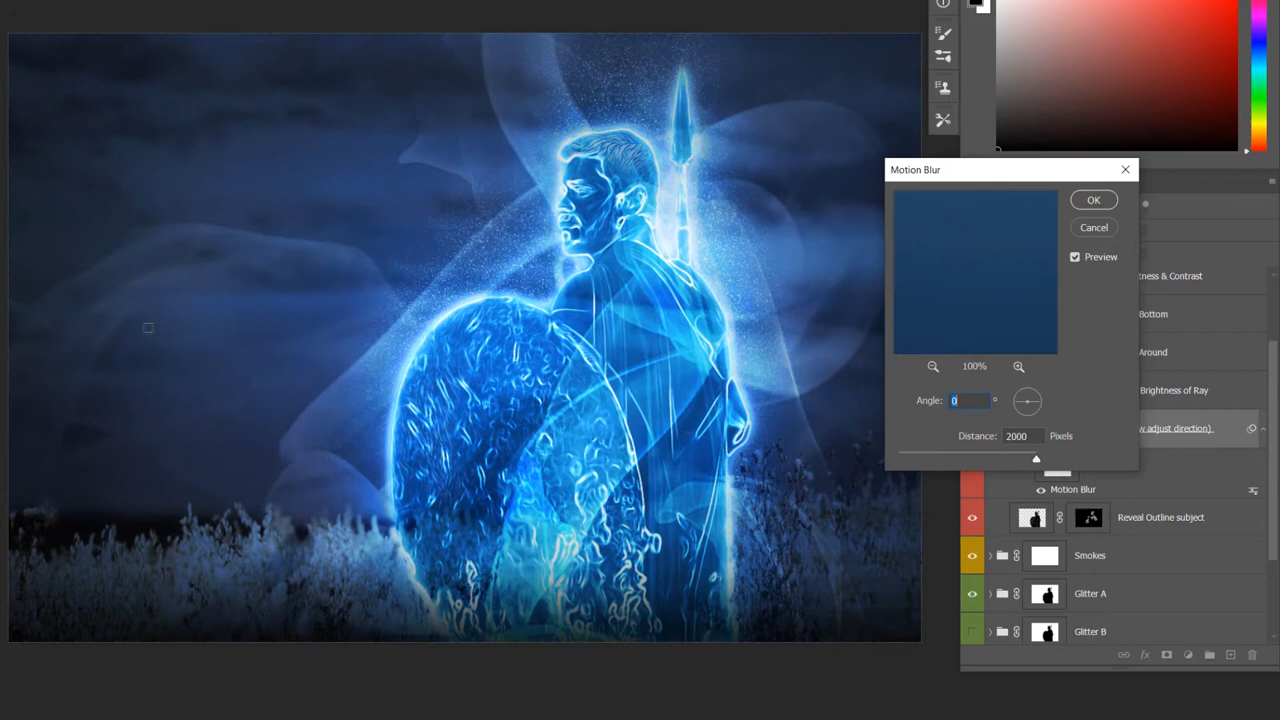 Motion Blur
OK
Cancel
Preview
100%
Angle: 0 °
Distance: 2000 Pixels
tness & Contrast
Bottom
Around
Brightness of Ray
w adjust direction)
Motion Blur
Reveal Outline subject
Smokes
Glitter A
Glitter B
fx